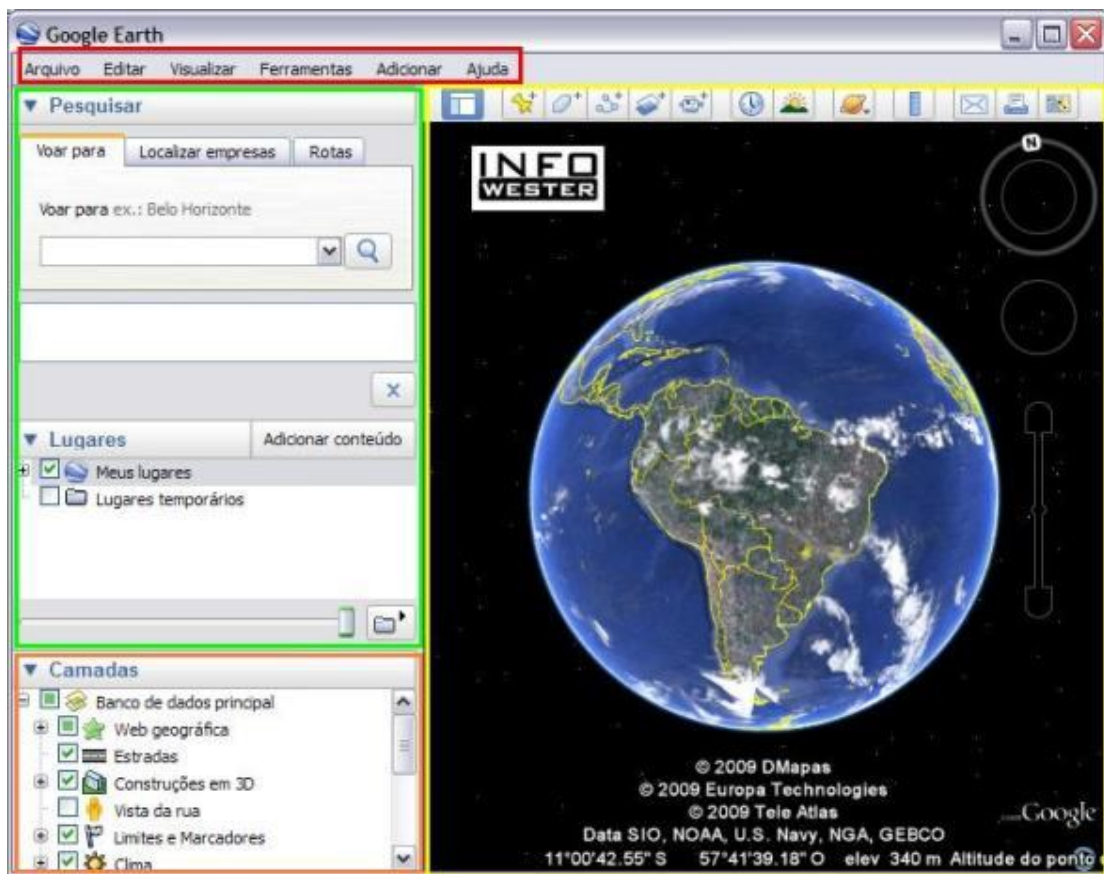 Google Earth
Arquivo Editar Visualizar Ferramentas Adicionar Ajuda
Pesquisar
Voar para Localizar empresas Rotas
Voar para ex.: Belo Horizonte
Lugares Adicionar conteúdo
Meus lugares
Lugares temporários
Camadas
Banco de dados principal
Web geográfica
Estradas
Construções em 3D
Vista da rua
Limites e Marcadores
Clima
INFO
WESTER
N
© 2009 DMapas
© 2009 Europa Technologies
© 2009 Tele Atlas
Data SIO, NOAA, U.S. Navy, NGA, GEBCO
Google
11°00'42.55" S 57°41'39.18" O elev 340 m Altitude do ponto